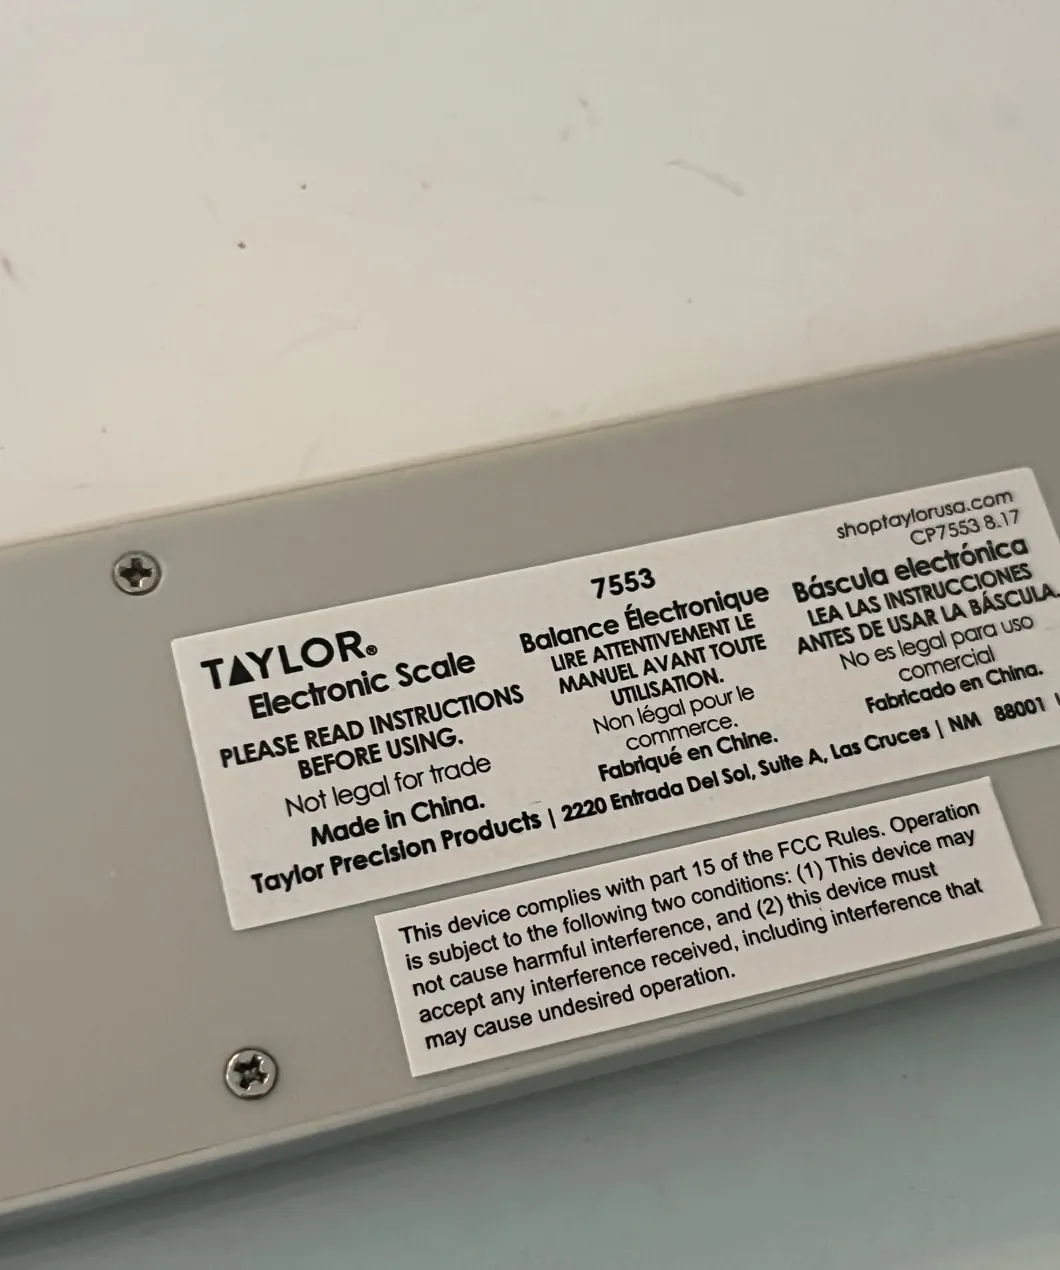 shoptaylorusa.com
CP7553 8.17
7553
TAYLOR®
Electronic Scale
PLEASE READ INSTRUCTIONS
BEFORE USING.
Not legal for trade
Made in China.
Balance Électronique
LIRE ATTENTIVEMENT LE
MANUEL AVANT TOUTE
UTILISATION.
Non légal pour le
commerce.
Fabriqué en Chine.
Báscula electrónica
LEA LAS INSTRUCCIONES
ANTES DE USAR LA BÁSCULA.
No es legal para uso
comercial
Fabricado en China.
Taylor Precision Products | 2220 Entrada Del Sol, Suite A, Las Cruces | NM 88001
This device complies with part 15 of the FCC Rules. Operation
is subject to the following two conditions: (1) This device may
not cause harmful interference, and (2) this device must
accept any interference received, including interference that
may cause undesired operation.